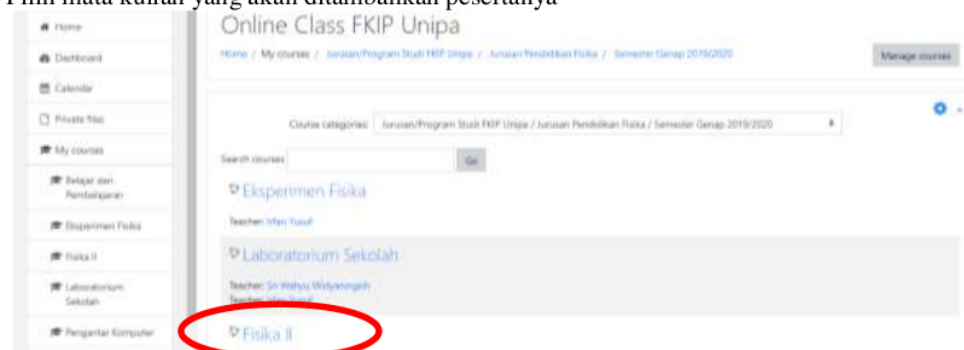 Pilih mata kuliah yang akan ditambahkan pesertanya
Home
Dashboard
Calendar
Private files
My courses
Belajar dan
Pembelajaran
Eksperimen Fisika
Fisika II
Laboratorium
Sekolah
Pengantar Komputer
Online Class FKIP Unipa
Home / My courses / Jurusan/Program Studi FKIP Unipa / Jurusan Pendidikan Fisika / Semester Genap 2019/2020
Manage courses
Course categories: Jurusan/Program Studi FKIP Unipa / Jurusan Pendidikan Fisika / Semester Genap 2019/2020
Search courses
Go
Eksperimen Fisika
Teacher: Irfan Yusuf
Laboratorium Sekolah
Teacher: Sri Wahyu Widyaningsih
Teacher: Irfan Yusuf
Fisika II